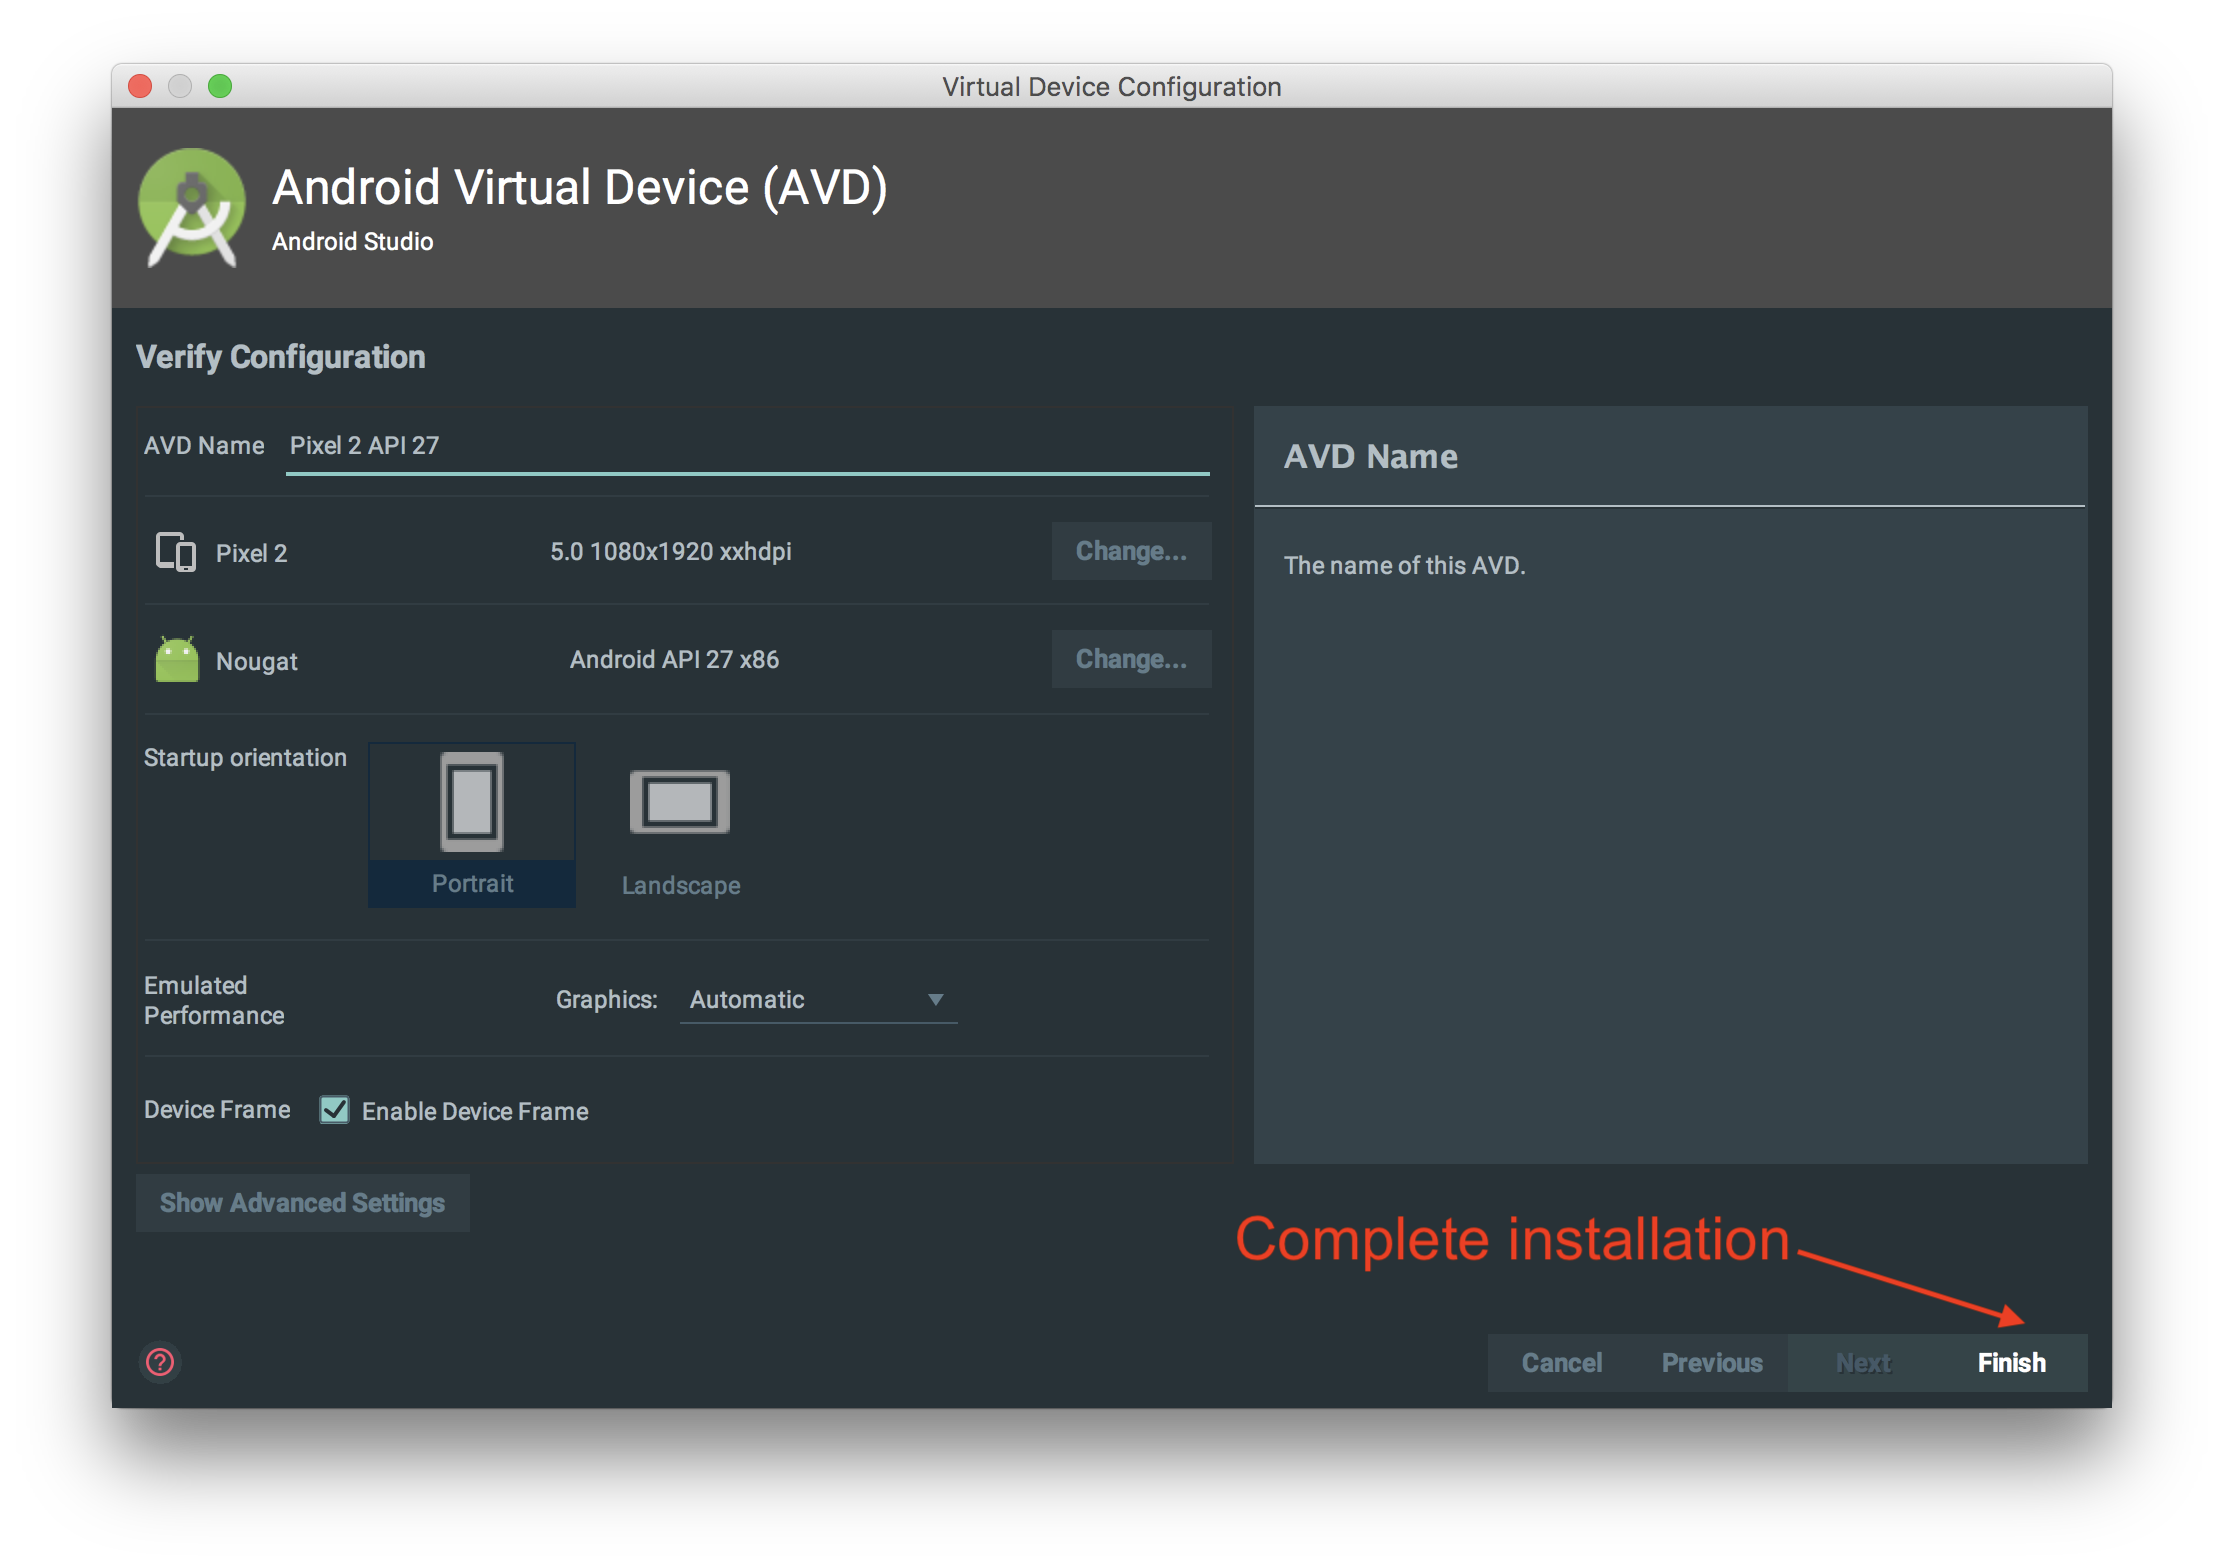 Virtual Device Configuration
Android Virtual Device (AVD)
Android Studio
Verify Configuration
AVD Name Pixel 2 API 27
Pixel 2 5.0 1080x1920 xxhdpi Change...
Nougat Android API 27 x86 Change...
Startup orientation
Portrait Landscape
Emulated
Performance
Graphics: Automatic
Device Frame Enable Device Frame
Show Advanced Settings
AVD Name
The name of this AVD.
Complete installation
?
Cancel Previous Next Finish